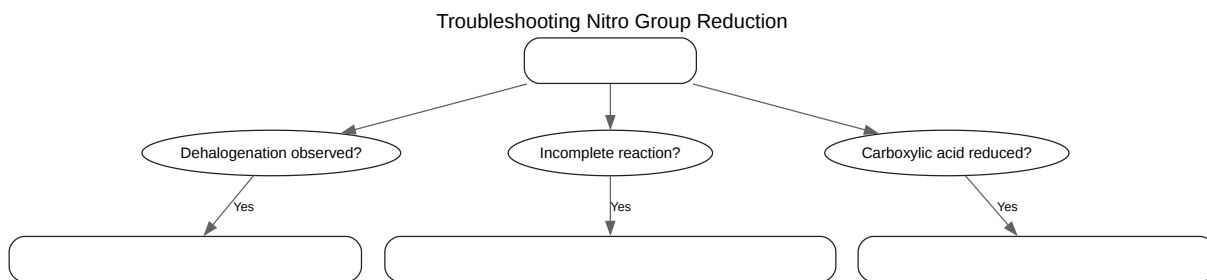 Troubleshooting Nitro Group Reduction
Dehalogenation observed?
Incomplete reaction?
Carboxylic acid reduced?
Yes
Yes
Yes